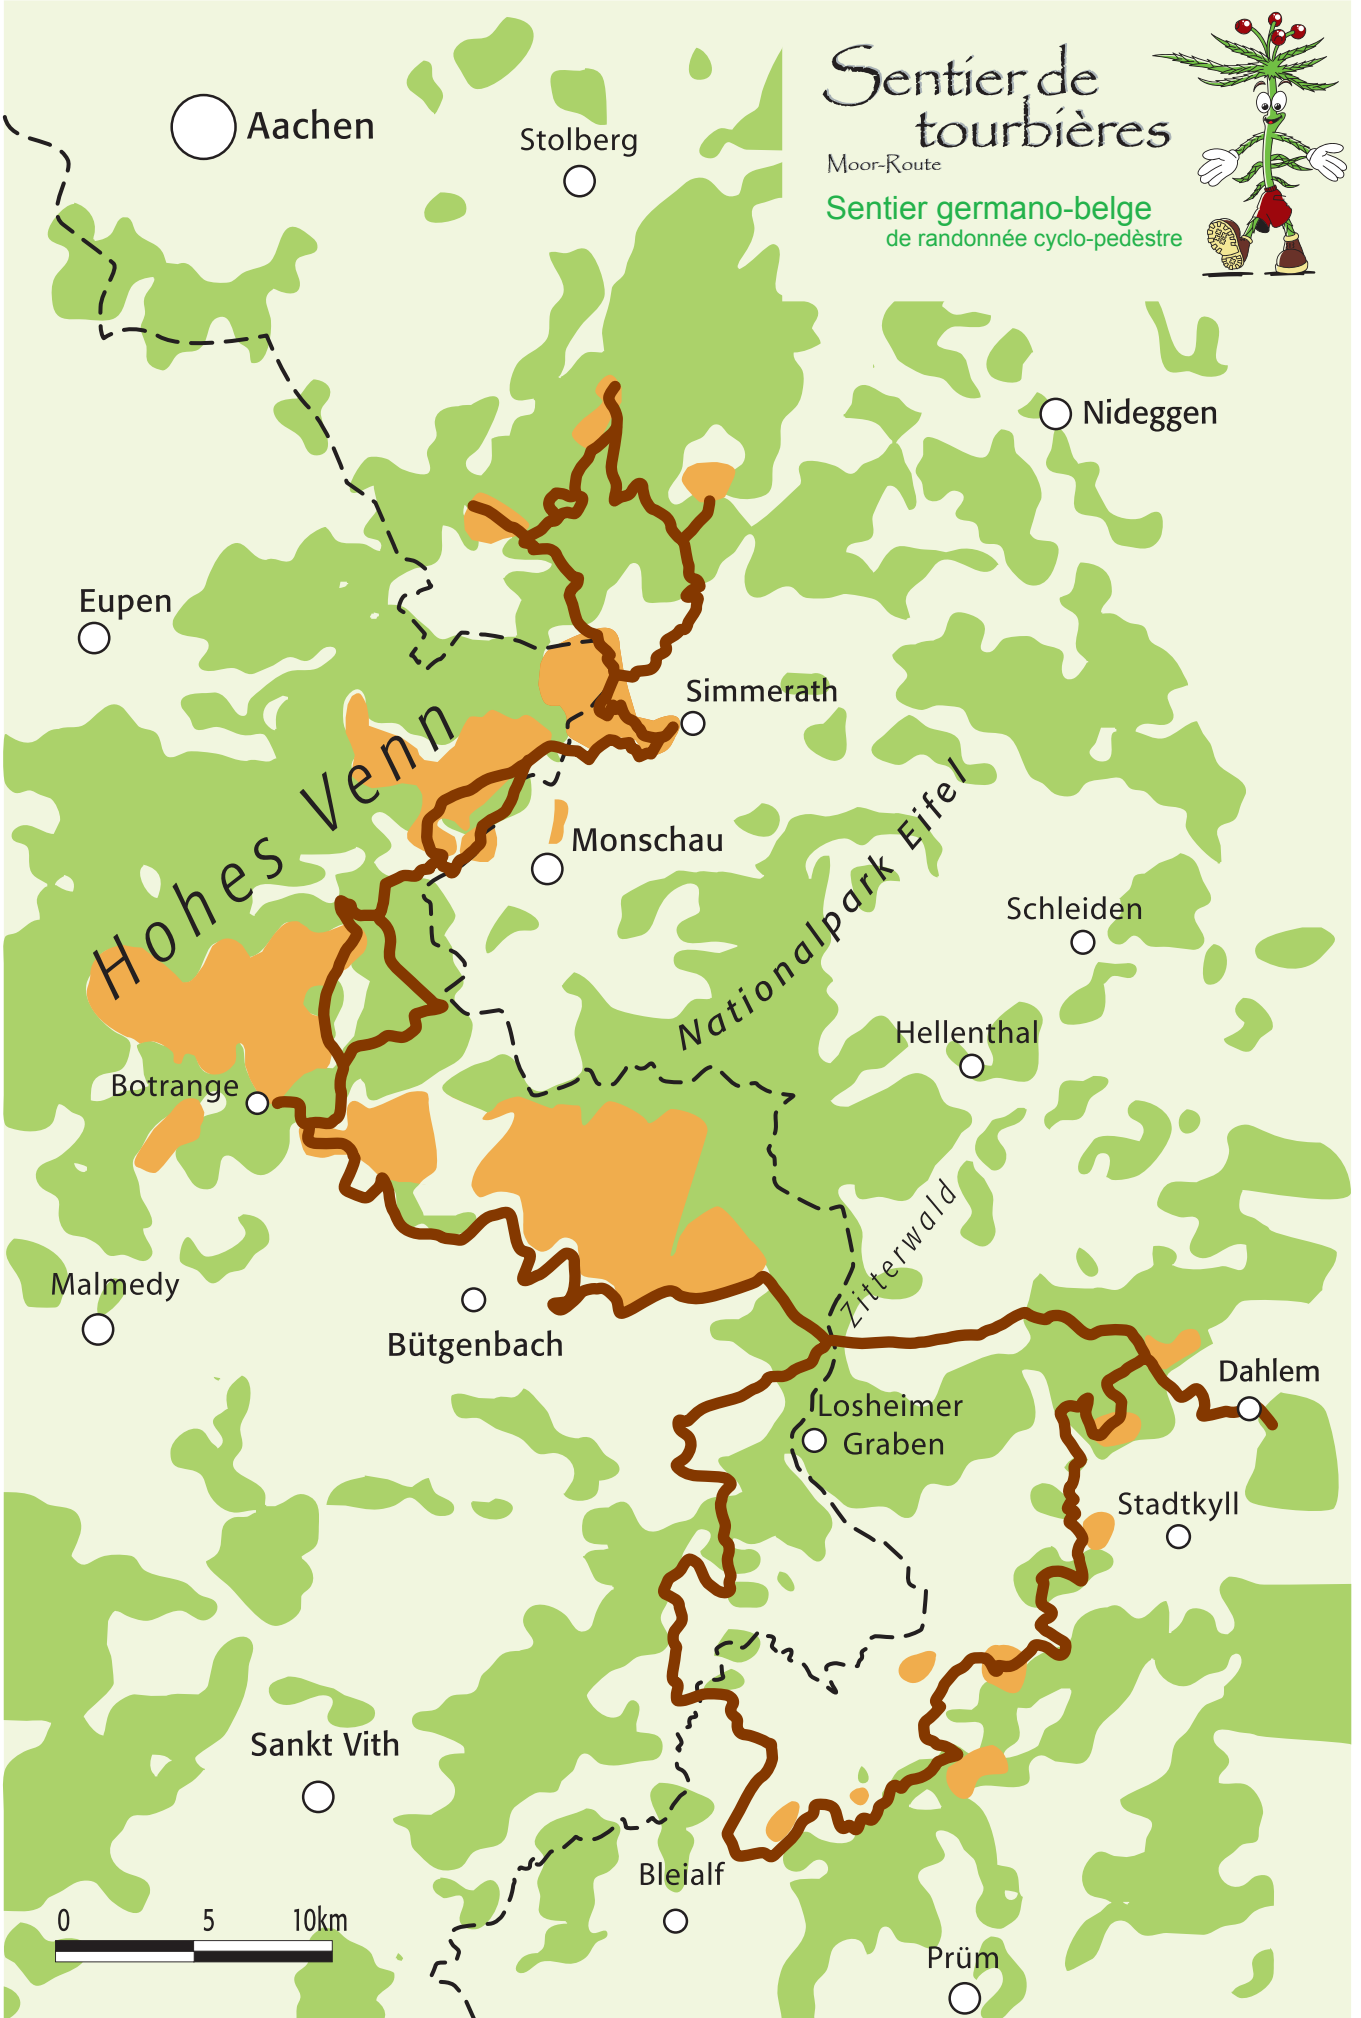 Sentier de
tourbières
Moor-Route
Sentier germano-belge
de randonnée cyclo-pedèstre
Aachen
Stolberg
Nideggen
Eupen
Simmerath
Hohes Venn
Monschau
Nationalpark Eifel
Schleiden
Hellenthal
Botrange
Zitterwald
Malmedy
Bütgenbach
Dahlem
Losheimer
Graben
Stadtkyll
Sankt Vith
Bleialf
0 5 10km
Prüm